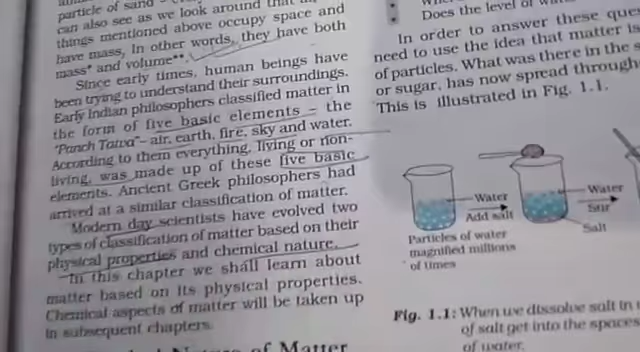 particle of sand
can also see as we look around that
things mentioned above occupy space and
have mass. In other words, they have both
mass* and volume**.
Since early times, human beings have
been trying to understand their surroundings.
Early Indian philosophers classified matter in
the form of five basic elements – the
"Panch Tatva"– air, earth, fire, sky and water.
According to them everything, living or non-
living, was made up of these five basic
elements. Ancient Greek philosophers had
arrived at a similar classification of matter.
Modern day scientists have evolved two
types of classification of matter based on their
physical properties and chemical nature.
In this chapter we shall learn about
matter based on its physical properties.
Chemical aspects of matter will be taken up
in subsequent chapters.
of Matter
Does the level of
In order to answer these
need to use the idea that matter is
of particles. What was there in the
or sugar, has now spread
This is illustrated in Fig. 1.1.
Water
Add salt
Water
Stir
Salt
Particles of water
magnified millions
of times
Fig. 1.1: When we dissolve salt in
of salt get into the spaces
of water.